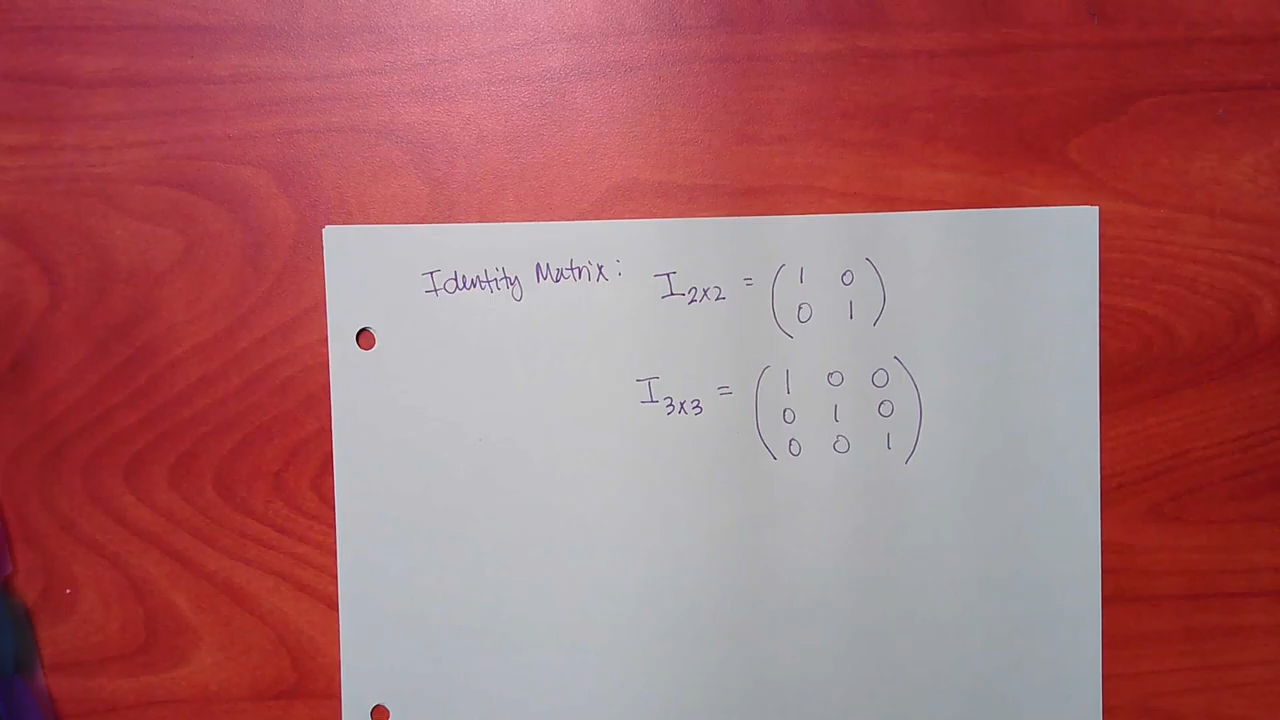 Identity Matrix: I₂ₓ₂ = ( 1 0
0 1 )
I₃ₓ₃ = ( 1 0 0
0 1 0
0 0 1 )